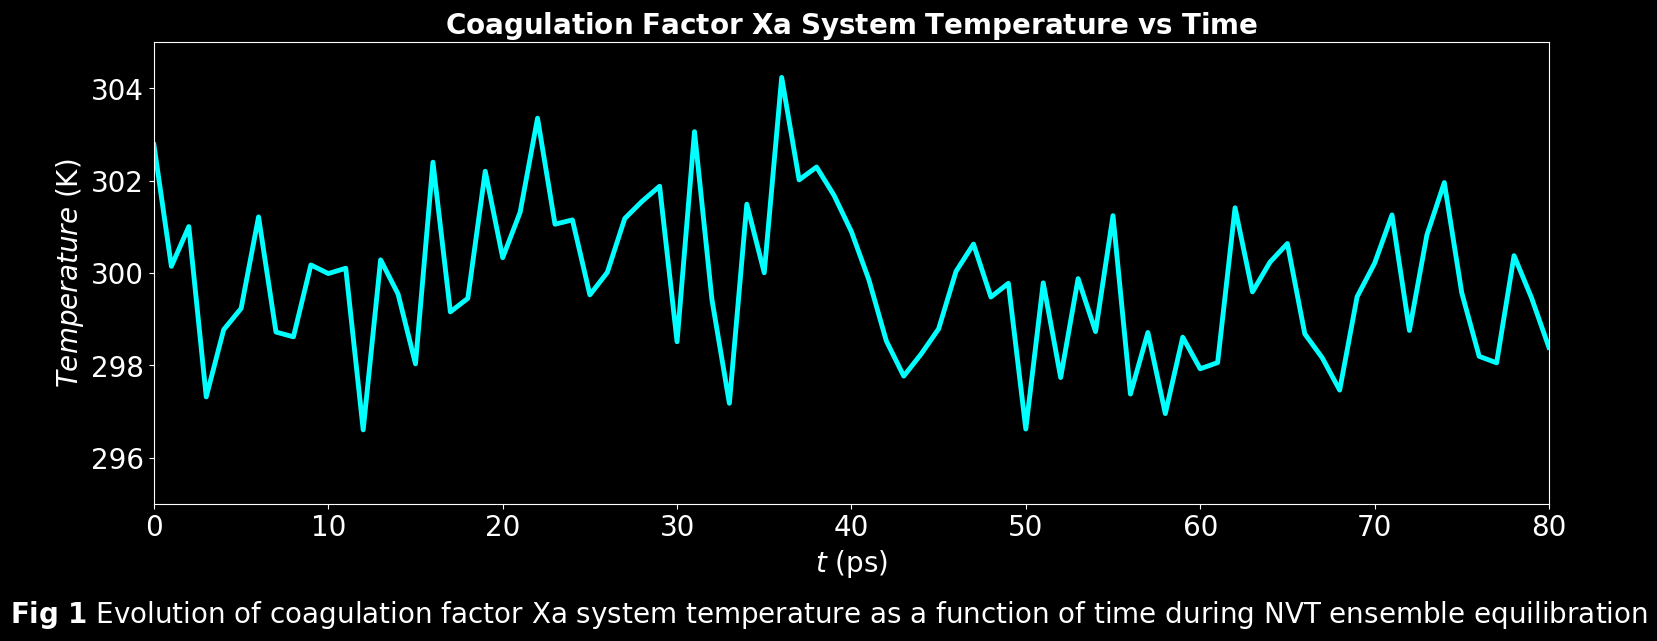 Coagulation Factor Xa System Temperature vs Time
304
302
300
298
296
Temperature (K)
0 10 20 30 40 50 60 70 80
t (ps)
Fig 1 Evolution of coagulation factor Xa system temperature as a function of time during NVT ensemble equilibration